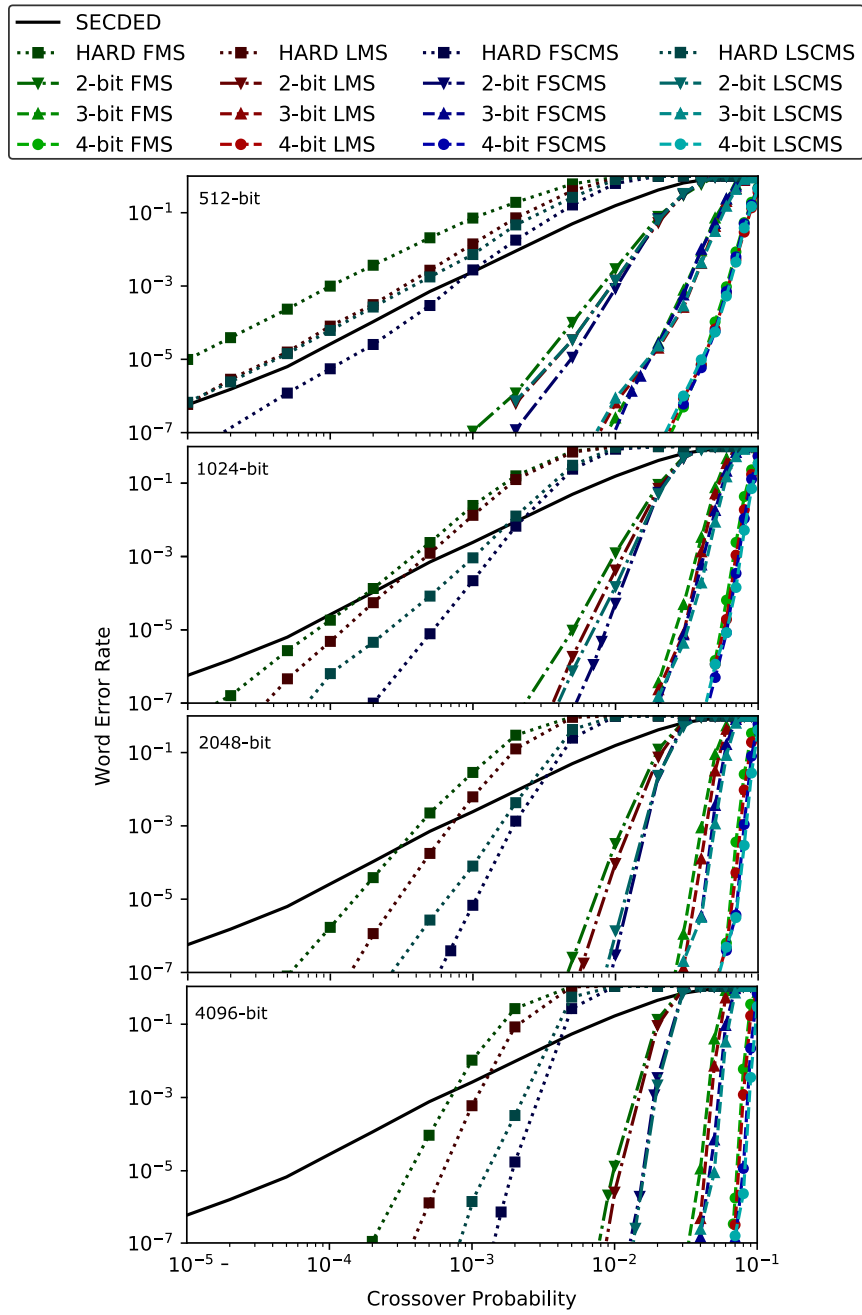 SECDED
HARD FMS HARD LMS HARD FSCMS HARD LSCMS
2-bit FMS 2-bit LMS 2-bit FSCMS 2-bit LSCMS
3-bit FMS 3-bit LMS 3-bit FSCMS 3-bit LSCMS
4-bit FMS 4-bit LMS 4-bit FSCMS 4-bit LSCMS
512-bit
10⁻¹
10⁻³
10⁻⁵
10⁻⁷
1024-bit
10⁻¹
10⁻³
10⁻⁵
10⁻⁷
Word Error Rate
2048-bit
10⁻¹
10⁻³
10⁻⁵
10⁻⁷
4096-bit
10⁻¹
10⁻³
10⁻⁵
10⁻⁷
10⁻⁵ - 10⁻⁴ 10⁻³ 10⁻² 10⁻¹
Crossover Probability